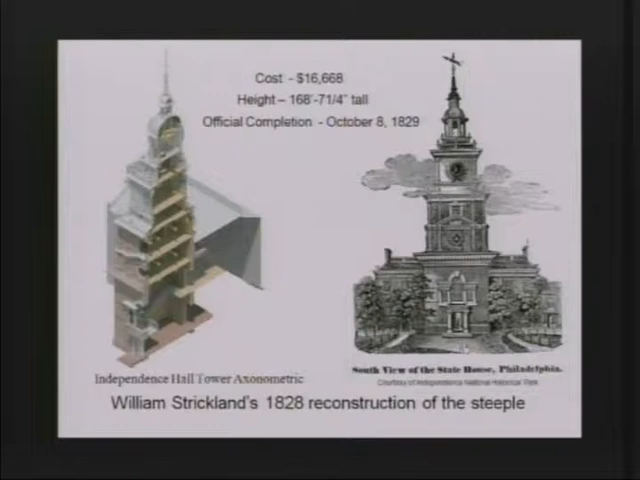 Cost - $16,668
Height – 168'-71/4" tall
Official Completion - October 8, 1829
Independence Hall Tower Axonometric
South View of the State House, Philadelphia.
Courtesy of Independence National Historical Park
William Strickland's 1828 reconstruction of the steeple